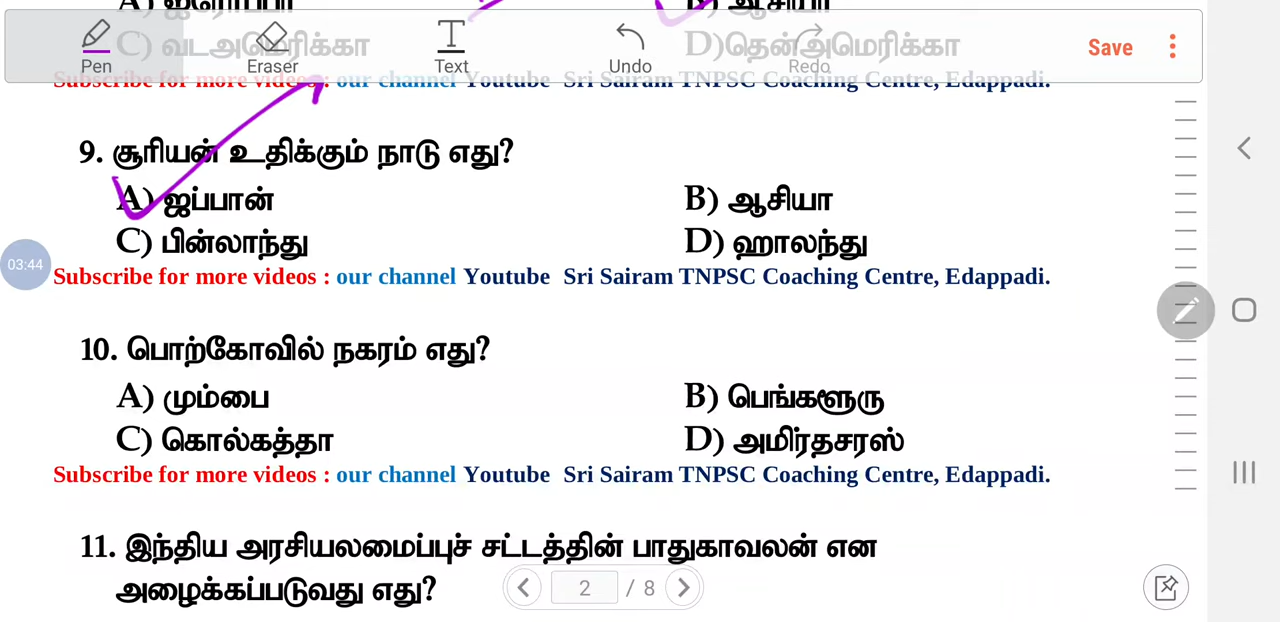 A) ஐரோப்பா B) ஆசியா
C) வடஅமெரிக்கா D)தென்அமெரிக்கா
Pen Eraser Text Undo Redo Save
Subscribe for more videos : our channel Youtube Sri Sairam TNPSC Coaching Centre, Edappadi.
9. சூரியன் உதிக்கும் நாடு எது?
A) ஜப்பான் B) ஆசியா
C) பின்லாந்து D) ஹாலந்து
03:44
Subscribe for more videos : our channel Youtube Sri Sairam TNPSC Coaching Centre, Edappadi.
10. பொற்கோவில் நகரம் எது?
A) மும்பை B) பெங்களூரு
C) கொல்கத்தா D) அமிர்தசரஸ்
Subscribe for more videos : our channel Youtube Sri Sairam TNPSC Coaching Centre, Edappadi.
11. இந்திய அரசியலமைப்புச் சட்டத்தின் பாதுகாவலன் என
அழைக்கப்படுவது எது?
2 / 8